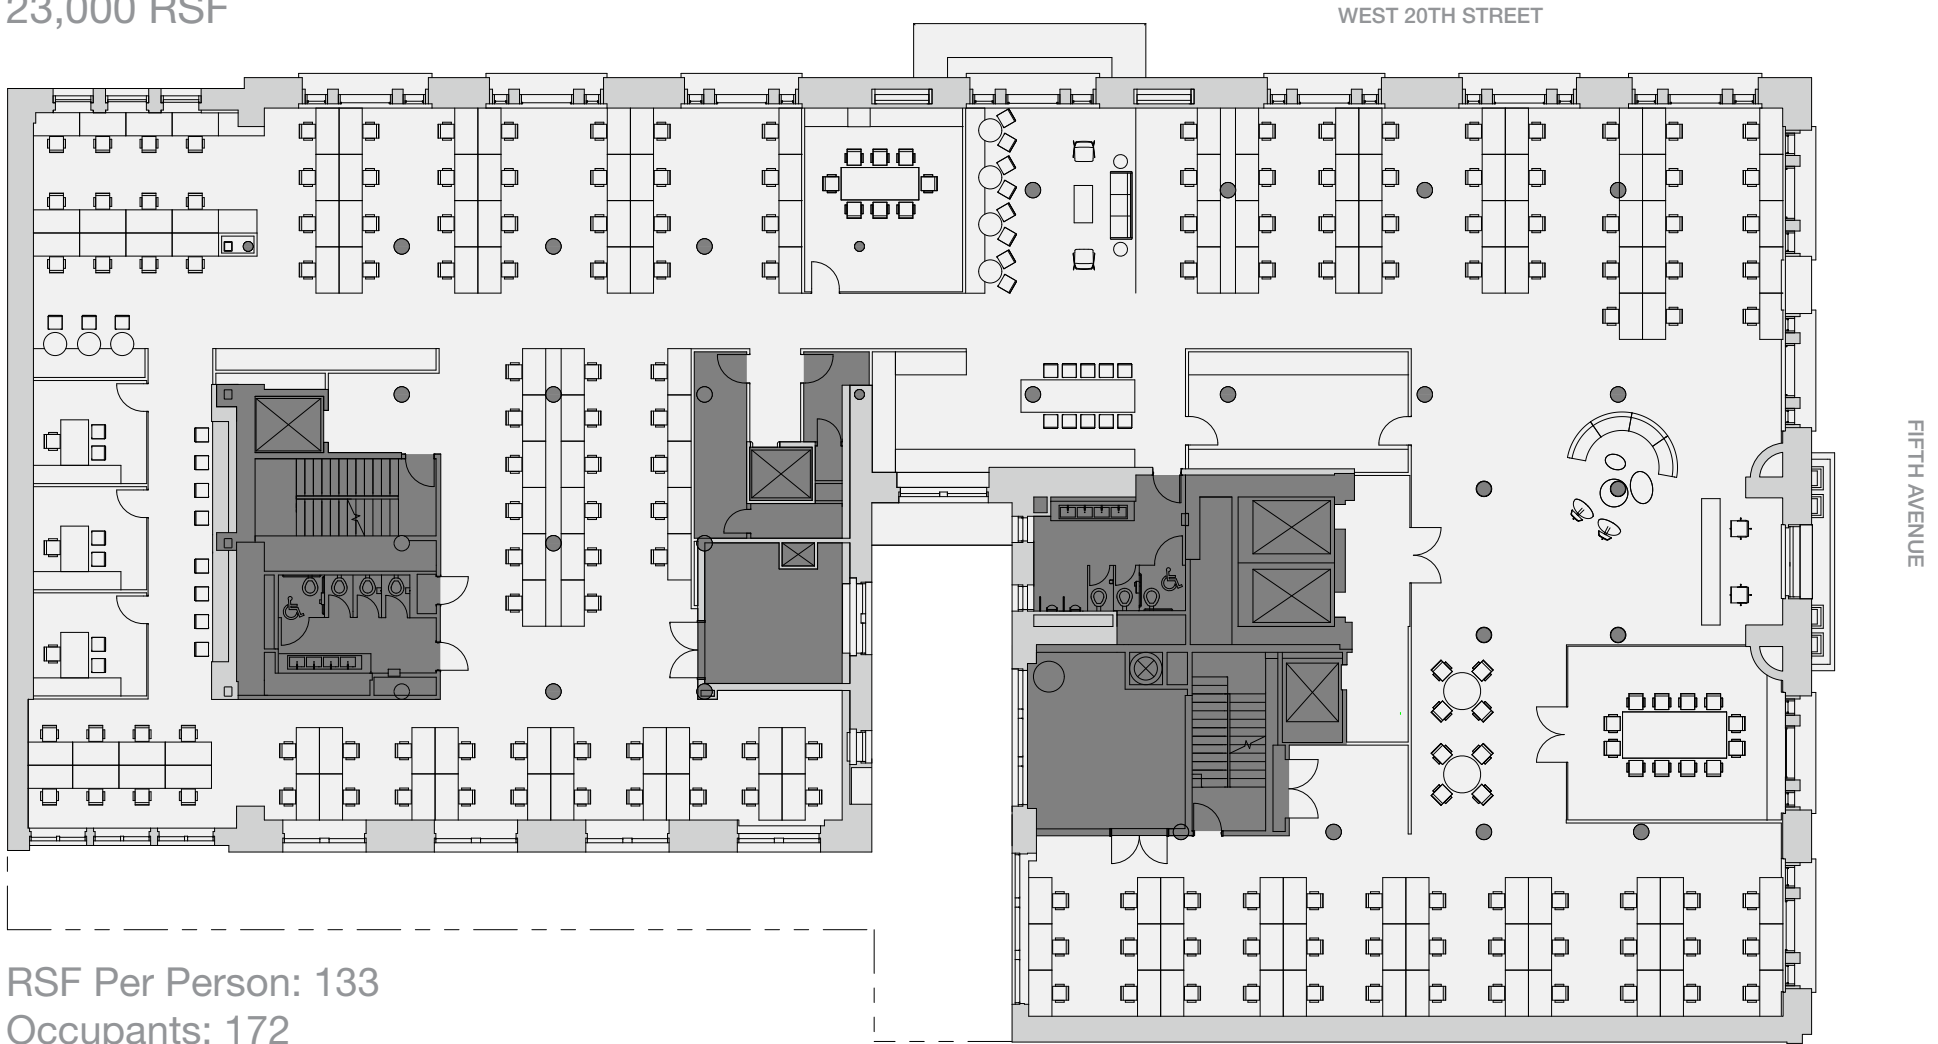 23,000 RSF
WEST 20TH STREET
FIFTH AVENUE
RSF Per Person: 133
Occupants: 172